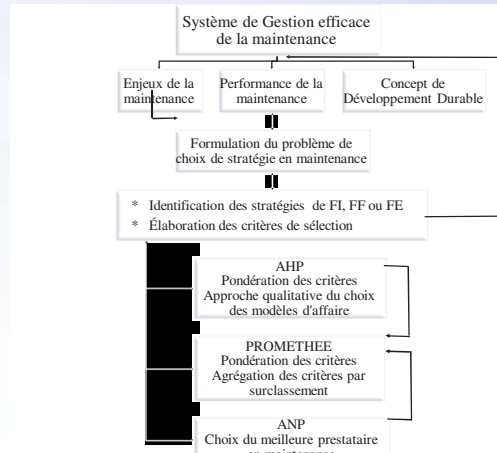 Système de Gestion efficace
de la maintenance
Enjeux de la
maintenance
Performance de la
maintenance
Concept de
Développement Durable
Formulation du problème de
choix de stratégie en maintenance
* Identification des stratégies de FI, FF ou FE
* Élaboration des critères de sélection
AHP
Pondération des critères
Approche qualitative du choix
des modèles d'affaire
PROMETHEE
Pondération des critères
Agrégation des critères par
surclassement
ANP
Choix du meilleure prestataire
en maintenance